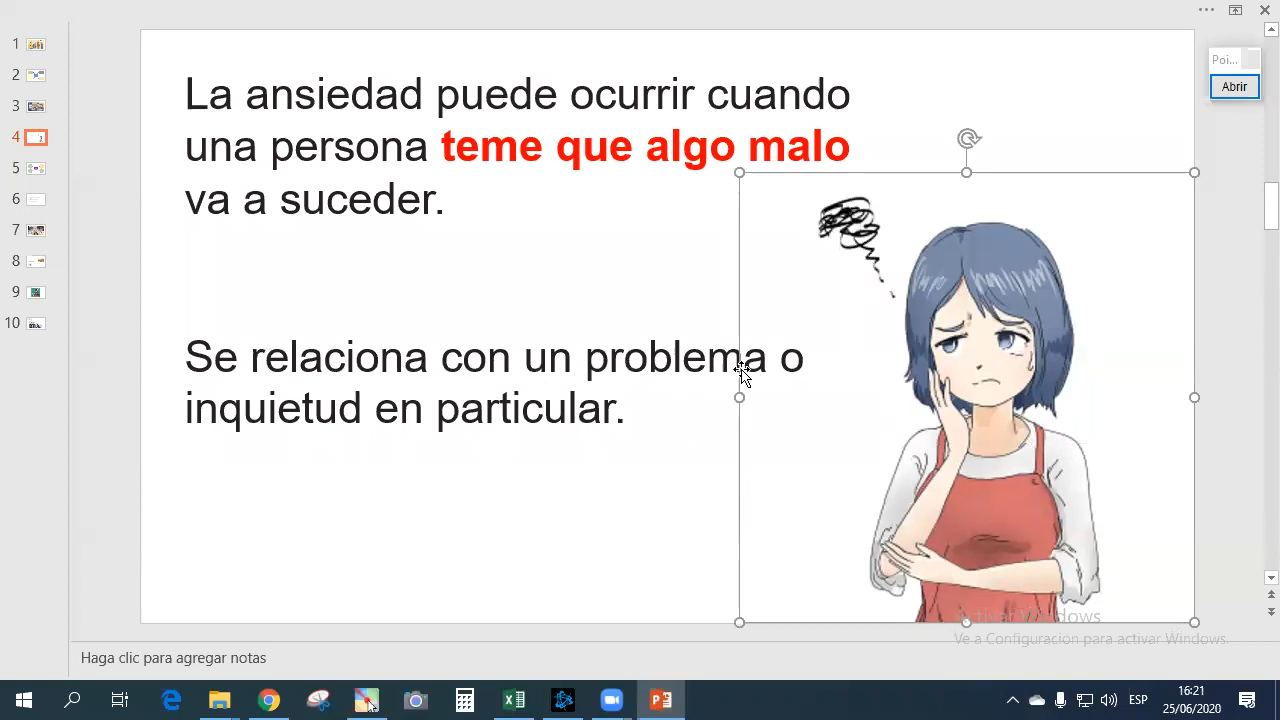 1
2
3
4
5
6
7
8
9
10
La ansiedad puede ocurrir cuando
una persona teme que algo malo
va a suceder.
Se relaciona con un problema o
inquietud en particular.
Poi...
Abrir
Activar Windows
Ve a Configuración para activar Windows.
Haga clic para agregar notas
ESP
16:21
25/06/2020